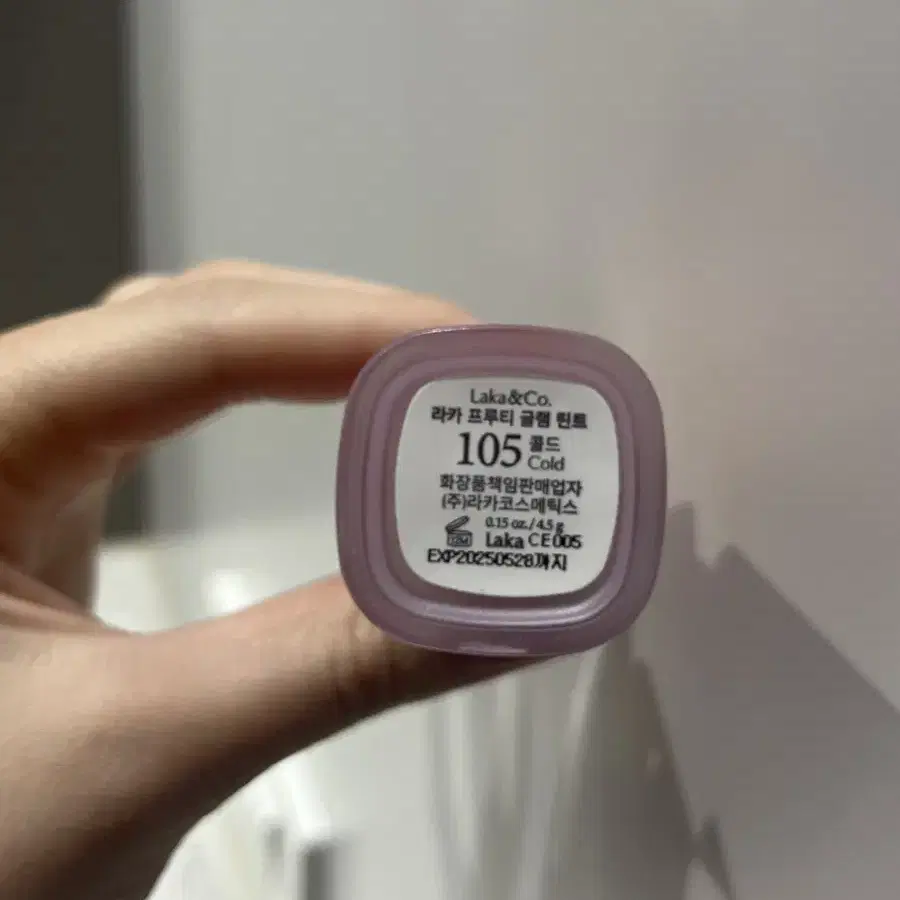 Laka&Co.
라카 프루티 글램 틴트
105 콜드
Cold
화장품책임판매업자
(주)라카코스메틱스
0.15 oz. / 4.5 g
Laka CE005
EXP20250528까지